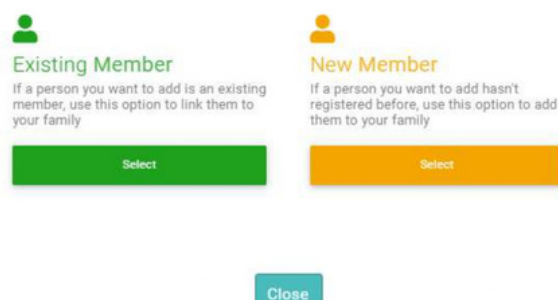 Existing Member
If a person you want to add is an existing
member, use this option to link them to
your family
Select
New Member
If a person you want to add hasn't
registered before, use this option to add
them to your family
Select
Close